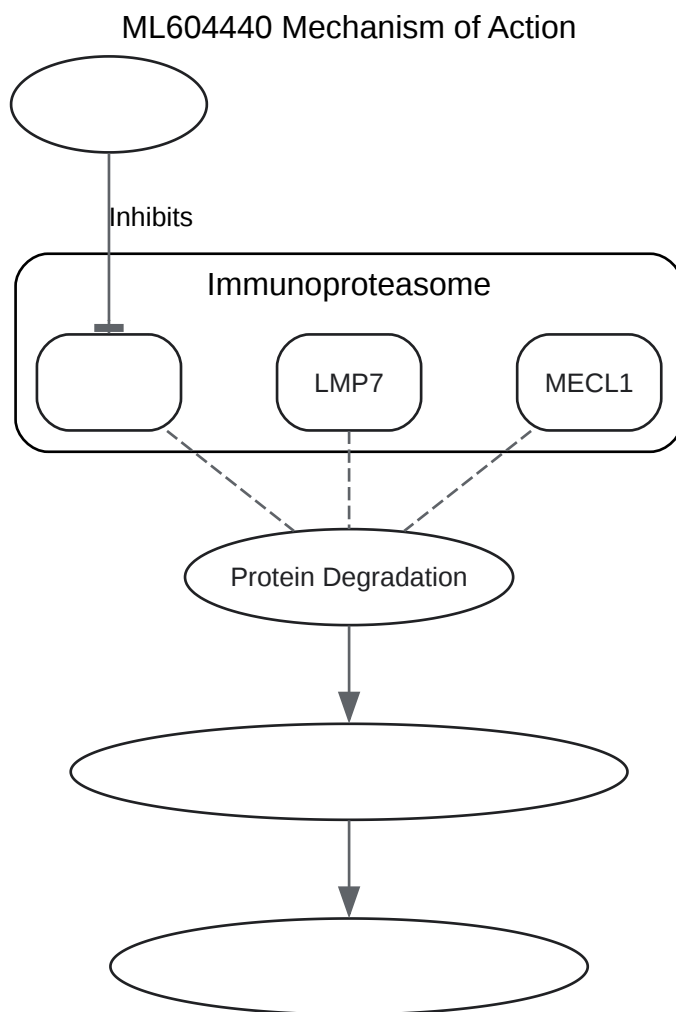 ML604440 Mechanism of Action
Inhibits
Immunoproteasome
LMP7
MECL1
Protein Degradation